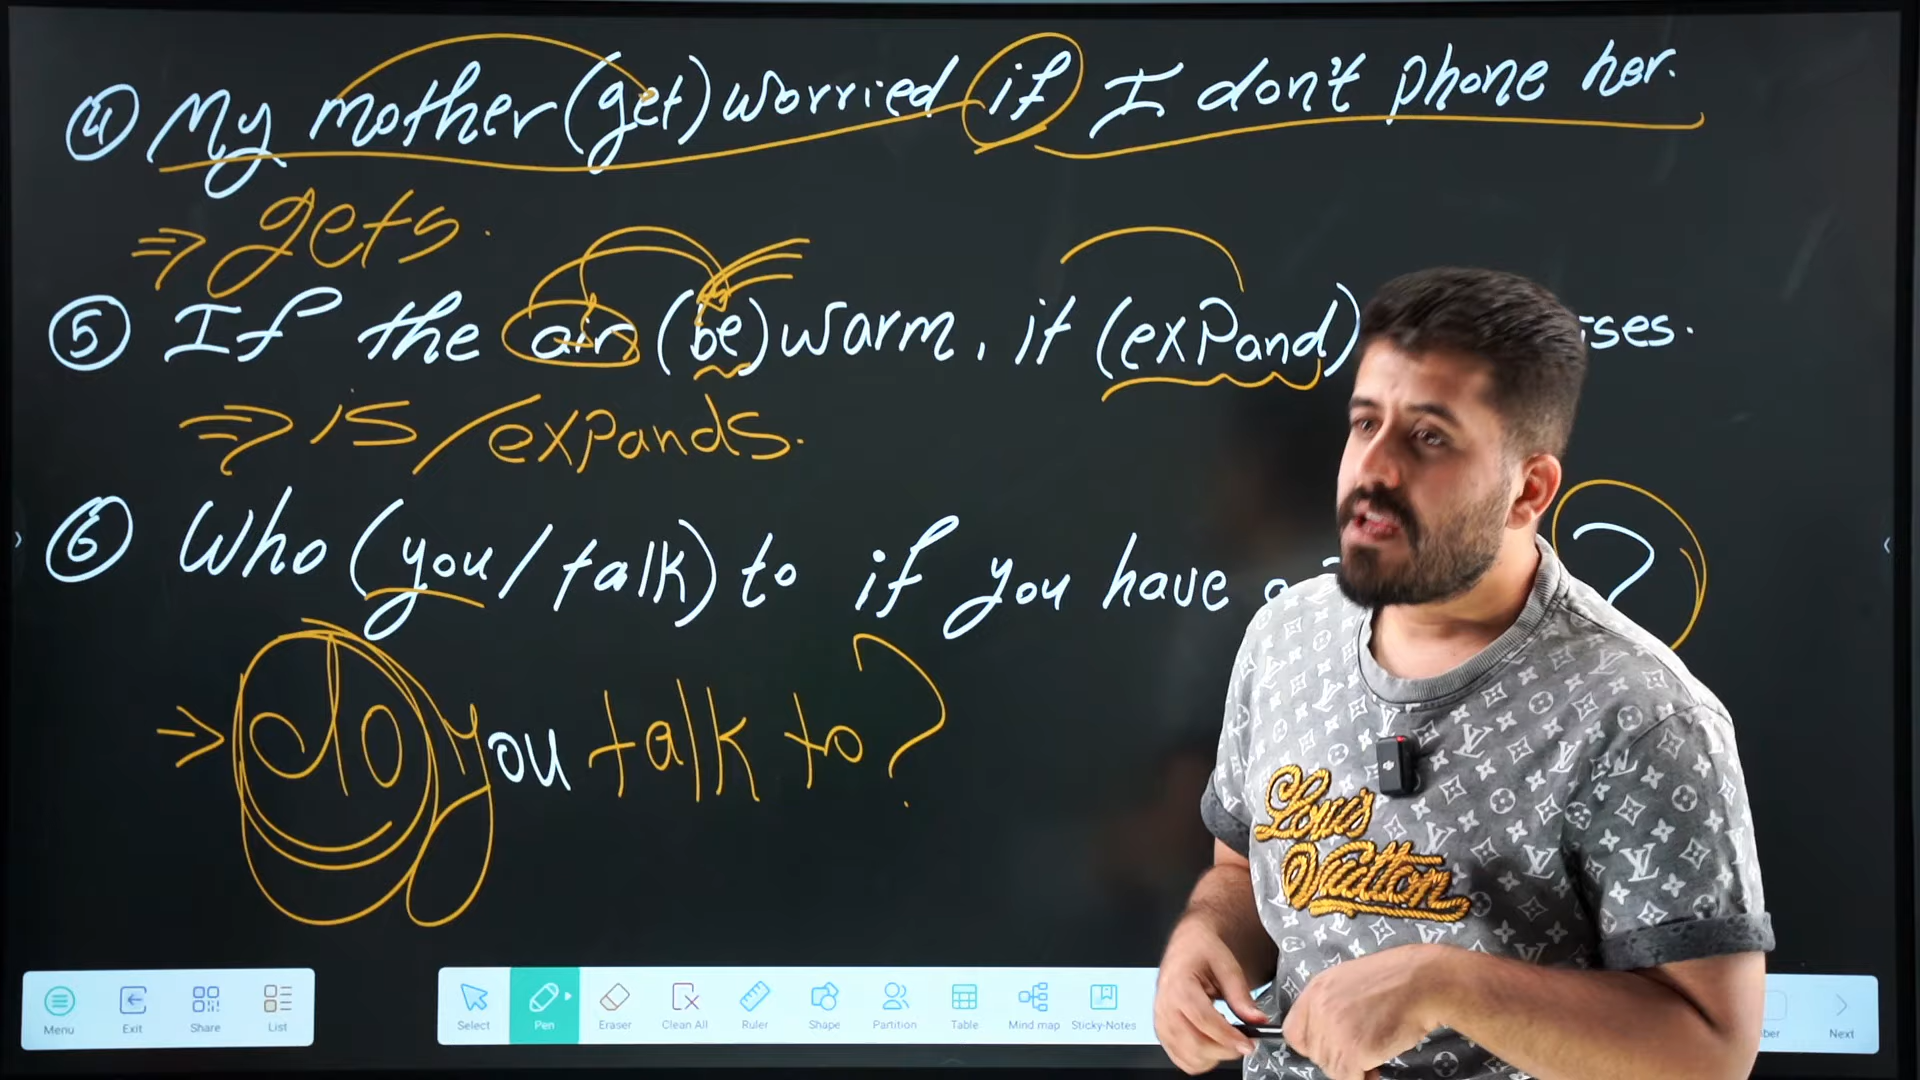 ④ My mother (get) worried if I don't phone her.
⇒ gets.
⑤ If the air (be) warm, it (expand)
⇒ is/expands.
⑥ Who (you/talk) to if you have ?
⇒ do you talk to?
Louis
Vuitton
Menu Exit Share List Select Pen Eraser Clean All Ruler Shape Partition Table Mind map Sticky-Notes Next